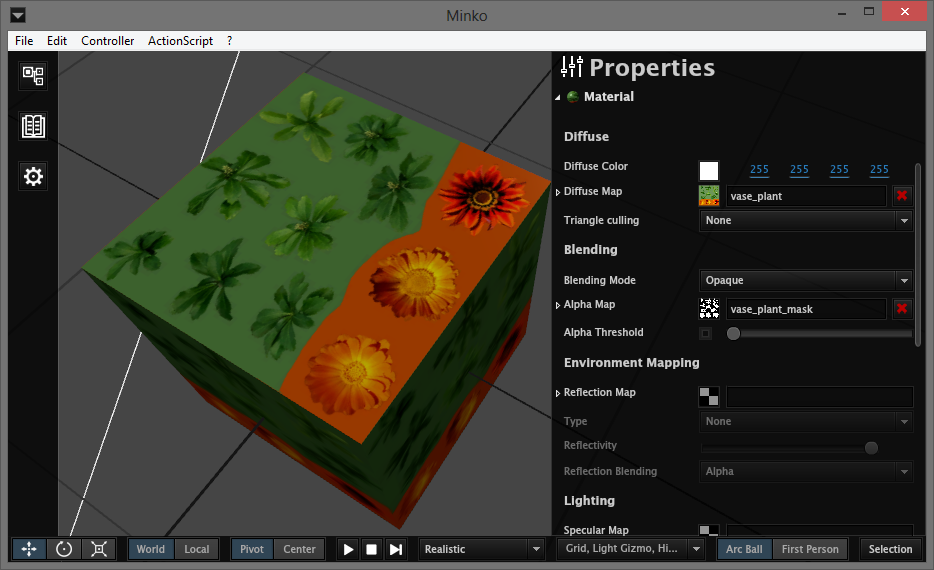 Minko
File Edit Controller ActionScript ?
Properties
Material
Diffuse
Diffuse Color 255 255 255 255
Diffuse Map vase_plant
Triangle culling None
Blending
Blending Mode Opaque
Alpha Map vase_plant_mask
Alpha Threshold
Environment Mapping
Reflection Map
Type None
Reflectivity
Reflection Blending Alpha
Lighting
Specular Map
World Local Pivot Center Realistic Grid, Light Gizmo, Hi... Arc Ball First Person Selection